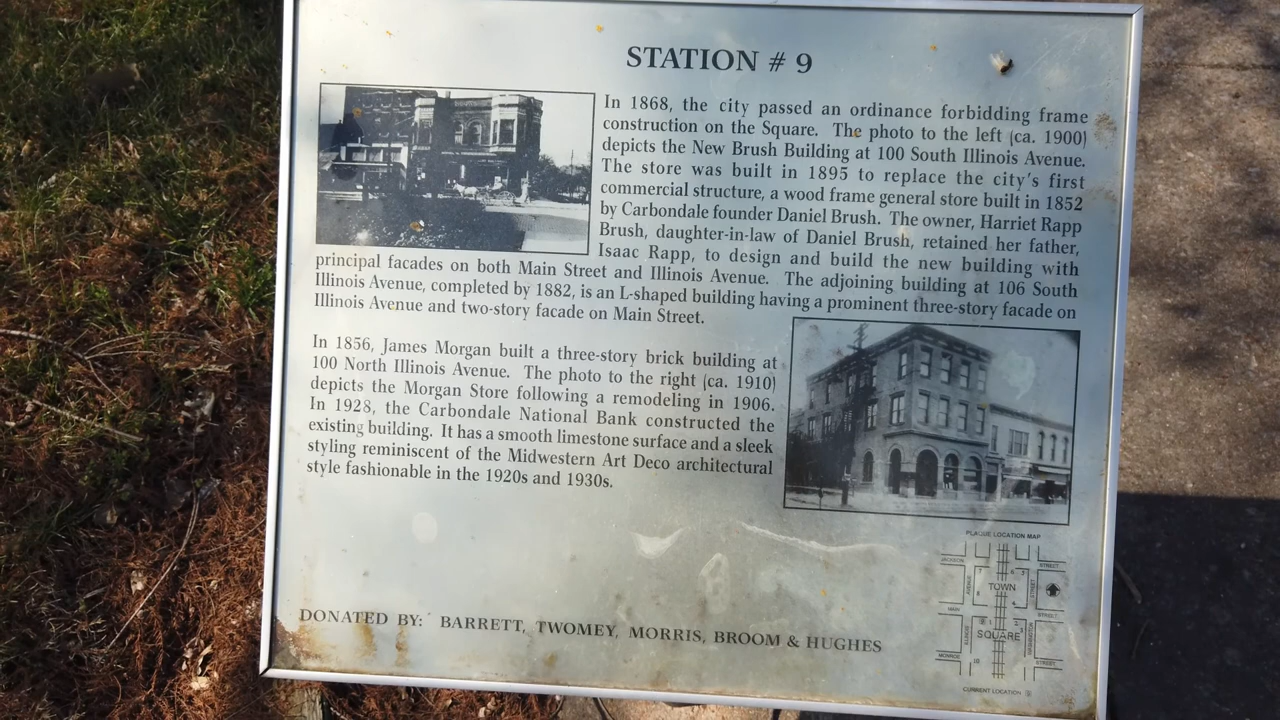 STATION # 9
In 1868, the city passed an ordinance forbidding frame
construction on the Square. The photo to the left (ca. 1900)
depicts the New Brush Building at 100 South Illinois Avenue.
The store was built in 1895 to replace the city's first
commercial structure, a wood frame general store built in 1852
by Carbondale founder Daniel Brush. The owner, Harriet Rapp
Brush, daughter-in-law of Daniel Brush, retained her father,
Isaac Rapp, to design and build the new building with
principal facades on both Main Street and Illinois Avenue. The adjoining building at 106 South
Illinois Avenue, completed by 1882, is an L-shaped building having a prominent three-story facade on
Illinois Avenue and two-story facade on Main Street.
In 1856, James Morgan built a three-story brick building at
100 North Illinois Avenue. The photo to the right (ca. 1910)
depicts the Morgan Store following a remodeling in 1906.
In 1928, the Carbondale National Bank constructed the
existing building. It has a smooth limestone surface and a sleek
styling reminiscent of the Midwestern Art Deco architectural
style fashionable in the 1920s and 1930s.
PLAQUE LOCATION MAP
JACKSON STREET
AVENUE
TOWN
STREET
MAIN STREET
ILLINOIS
SQUARE
WASHINGTON
MONROE STREET
10
CURRENT LOCATION
DONATED BY: BARRETT, TWOMEY, MORRIS, BROOM & HUGHES